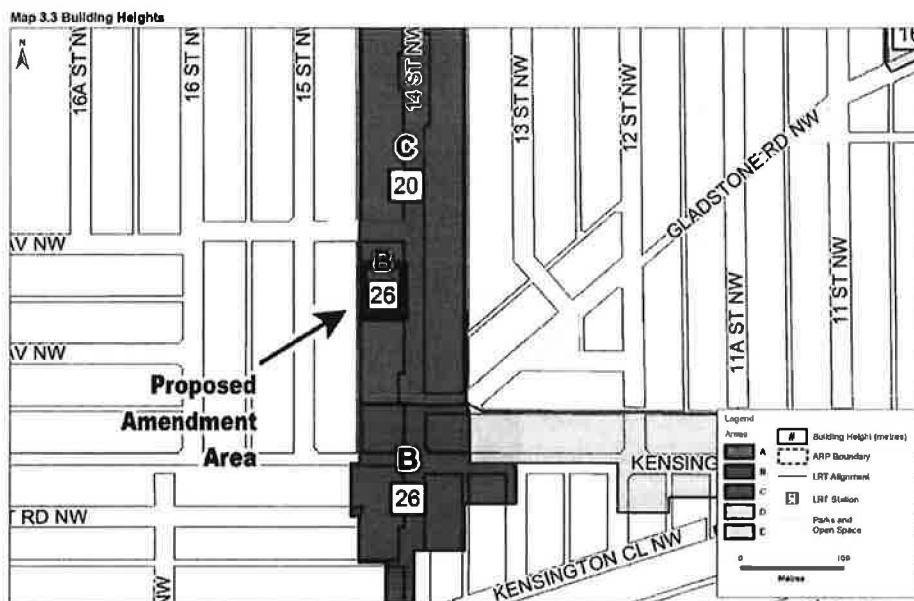 Map 3.3 Building Heights
N
16A ST NW
16 ST NW
15 ST NW
14 ST NW
13 ST NW
12 ST NW
GLADSTONE RD NW
11A ST NW
11 ST NW
16
C
20
AV NW
B
26
AV NW
Proposed
Amendment
Area
B
26
T RD NW
NW
KENSINGTON CL NW
KENSING
Legend
Areas
A
B
C
D
E
# Building Height (metres)
ARP Boundary
LRT Alignment
LRT Station
Parks and
Open Space
0
Metres